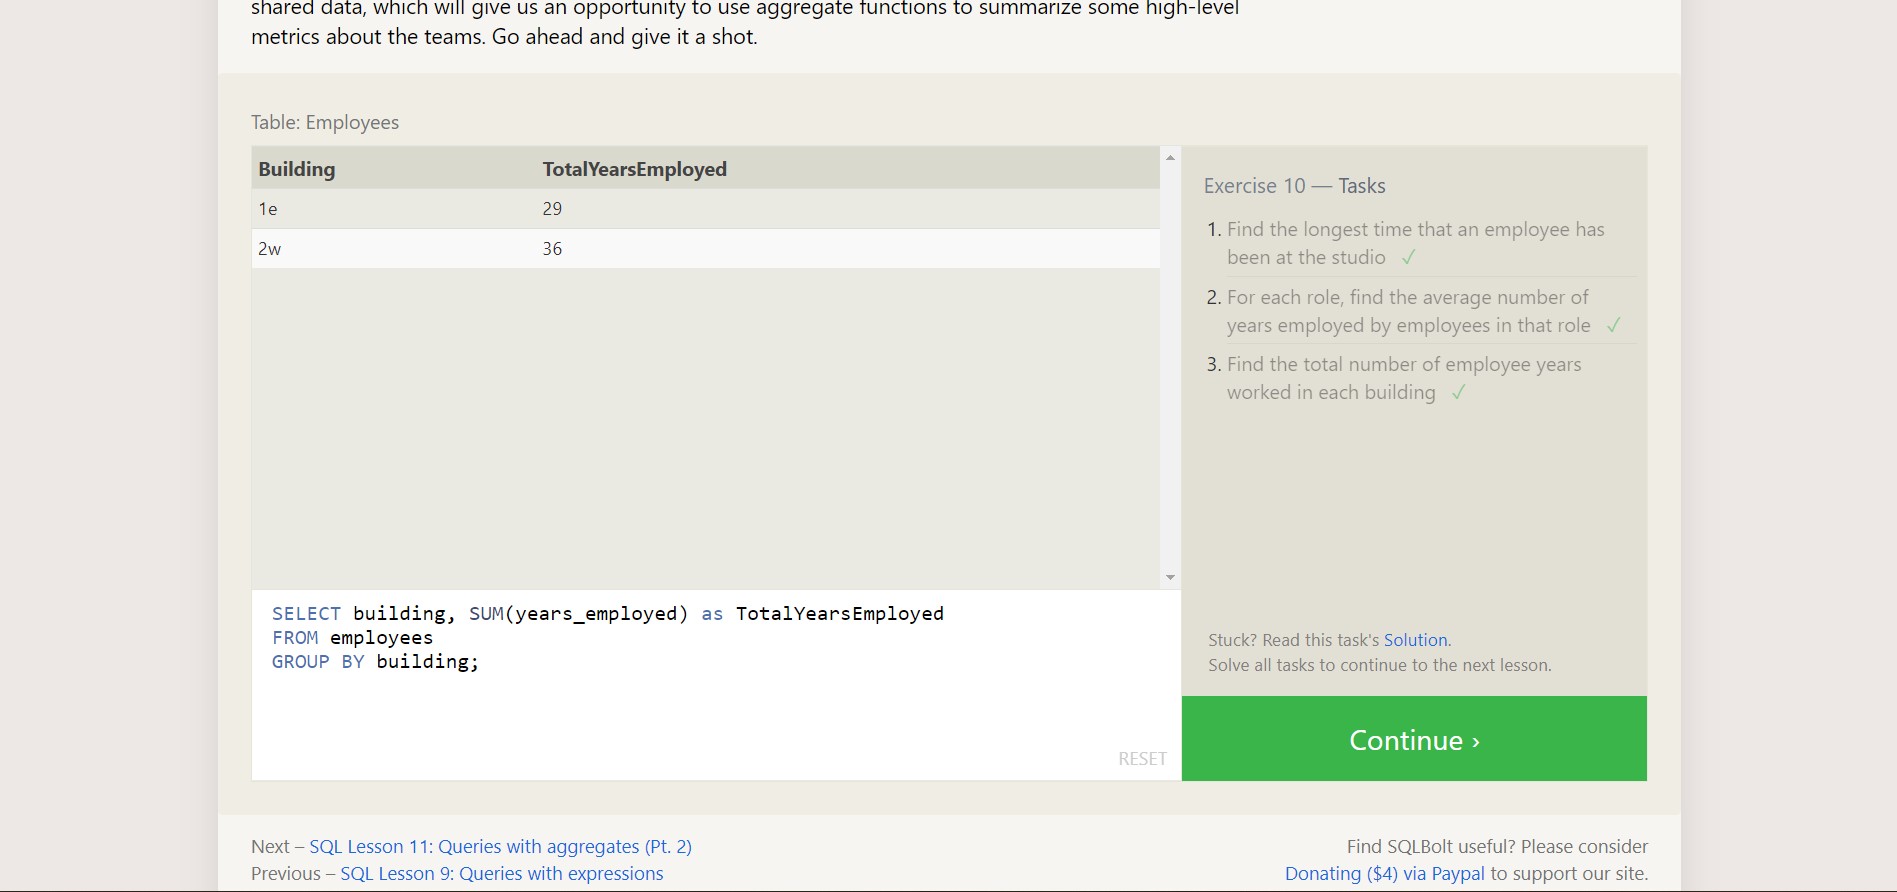 shared data, which will give us an opportunity to use aggregate functions to summarize some high-level
metrics about the teams. Go ahead and give it a shot.
Table: Employees
Building TotalYearsEmployed
1e 29
2w 36
SELECT building, SUM(years_employed) as TotalYearsEmployed
FROM employees
GROUP BY building;
RESET
Exercise 10 — Tasks
1. Find the longest time that an employee has
been at the studio ✓
2. For each role, find the average number of
years employed by employees in that role ✓
3. Find the total number of employee years
worked in each building ✓
Stuck? Read this task's Solution.
Solve all tasks to continue to the next lesson.
Continue ›
Next – SQL Lesson 11: Queries with aggregates (Pt. 2)
Previous – SQL Lesson 9: Queries with expressions
Find SQLBolt useful? Please consider
Donating ($4) via Paypal to support our site.